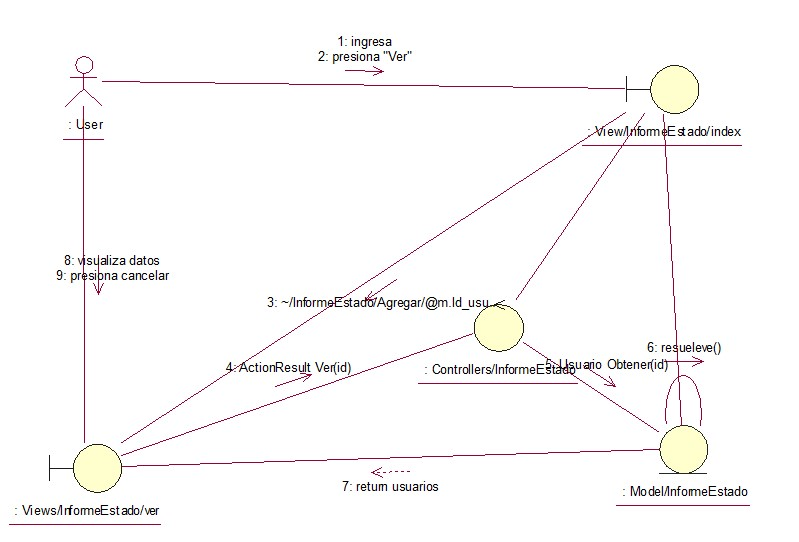 1: ingresa
2: presiona "Ver"
: User
: View/InformeEstado/index
8: visualiza datos
9: presiona cancelar
3: ~/InformeEstado/Agregar/@m.Id_usu...
6: resueleve()
4: ActionResult Ver(id)
: Controllers/InformeEstado
5: Usuario Obtener(id)
7: return usuarios
: Model/InformeEstado
: Views/InformeEstado/ver